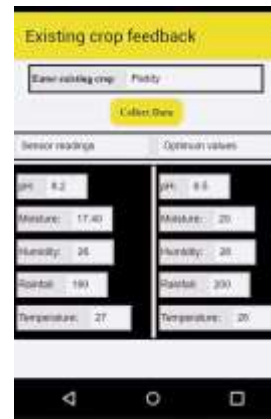 Existing crop feedback
Enter existing crop Paddy
Collect Data
Sensor readings Optimum values
pH: 6.2 pH: 6.5
Moisture: 17.40 Moisture: 20
Humidity: 26 Humidity: 28
Rainfall: 190 Rainfall: 200
Temperature: 27 Temperature: 26